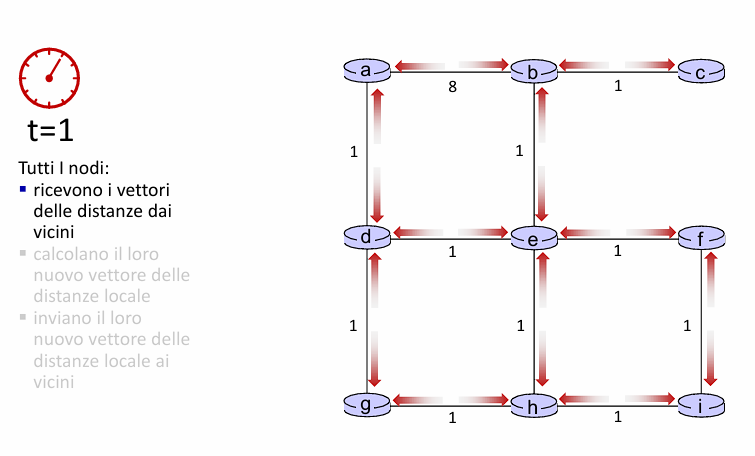 t=1
Tutti I nodi:
ricevono i vettori
delle distanze dai
vicini
calcolano il loro
nuovo vettore delle
distanze locale
inviano il loro
nuovo vettore delle
distanze locale ai
vicini
a b c
8 1
1 1
d e f
1 1
1 1 1
g h i
1 1